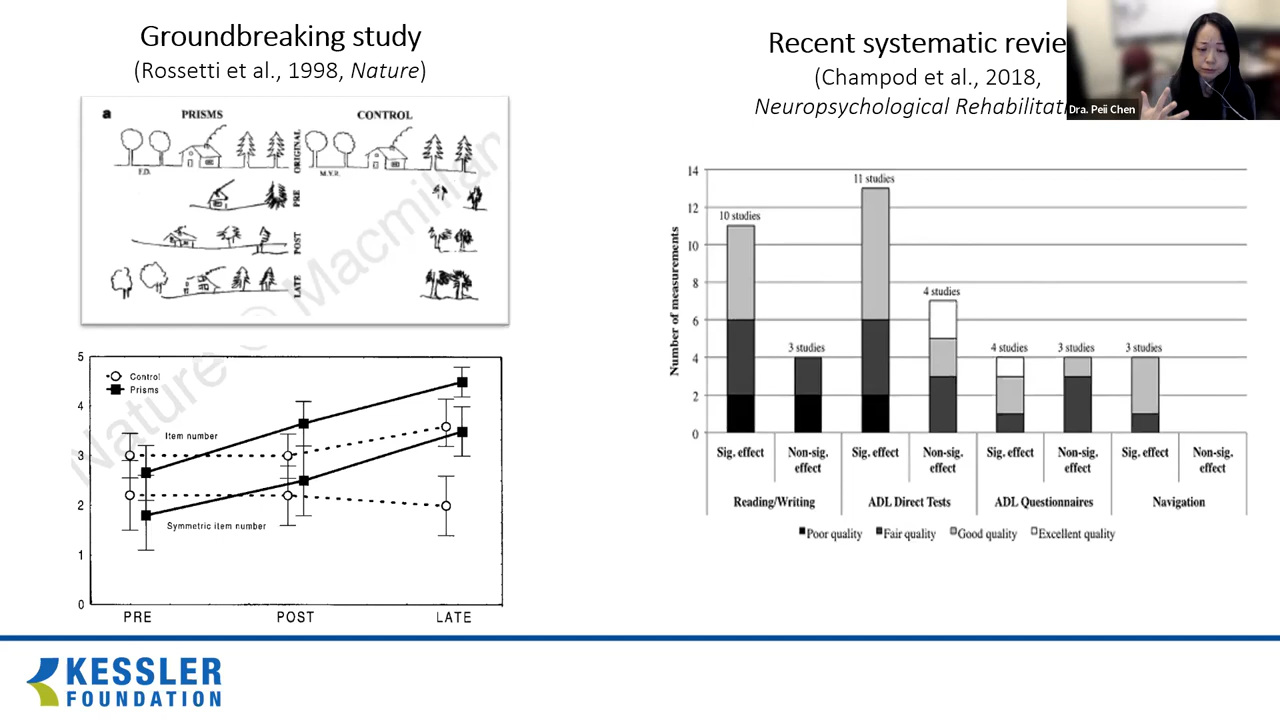 Groundbreaking study
(Rossetti et al., 1998, Nature)
a
PRISMS
CONTROL
ORIGINAL
F.D.
M.Y.R.
PRE
POST
LATE
Nature © Macmillan
5
4
3
2
1
0
Control
Prisms
Item number
Symmetric item number
PRE
POST
LATE
Recent systematic revie
(Champod et al., 2018,
Neuropsychological Rehabilitat
Dra. Peii Chen
Number of measurements
14
12
10
8
6
4
2
0
10 studies
3 studies
11 studies
4 studies
4 studies
3 studies
3 studies
Sig. effect
Non-sig. effect
Sig. effect
Non-sig. effect
Sig. effect
Non-sig. effect
Sig. effect
Non-sig. effect
Reading/Writing
ADL Direct Tests
ADL Questionnaires
Navigation
Poor quality
Fair quality
Good quality
Excellent quality
KESSLER
FOUNDATION